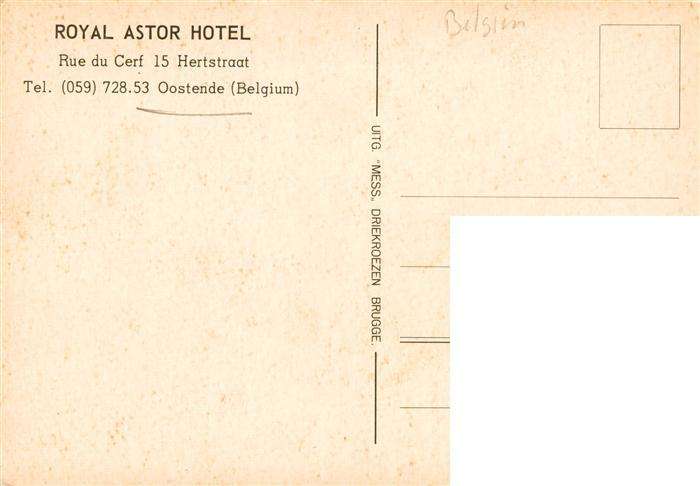 ROYAL ASTOR HOTEL
Rue du Cerf 15 Hertstraat
Tel. (059) 728.53 Oostende (Belgium)
Belgium
UITG. "MESS„ DRIEKROEZEN BRUGGE.